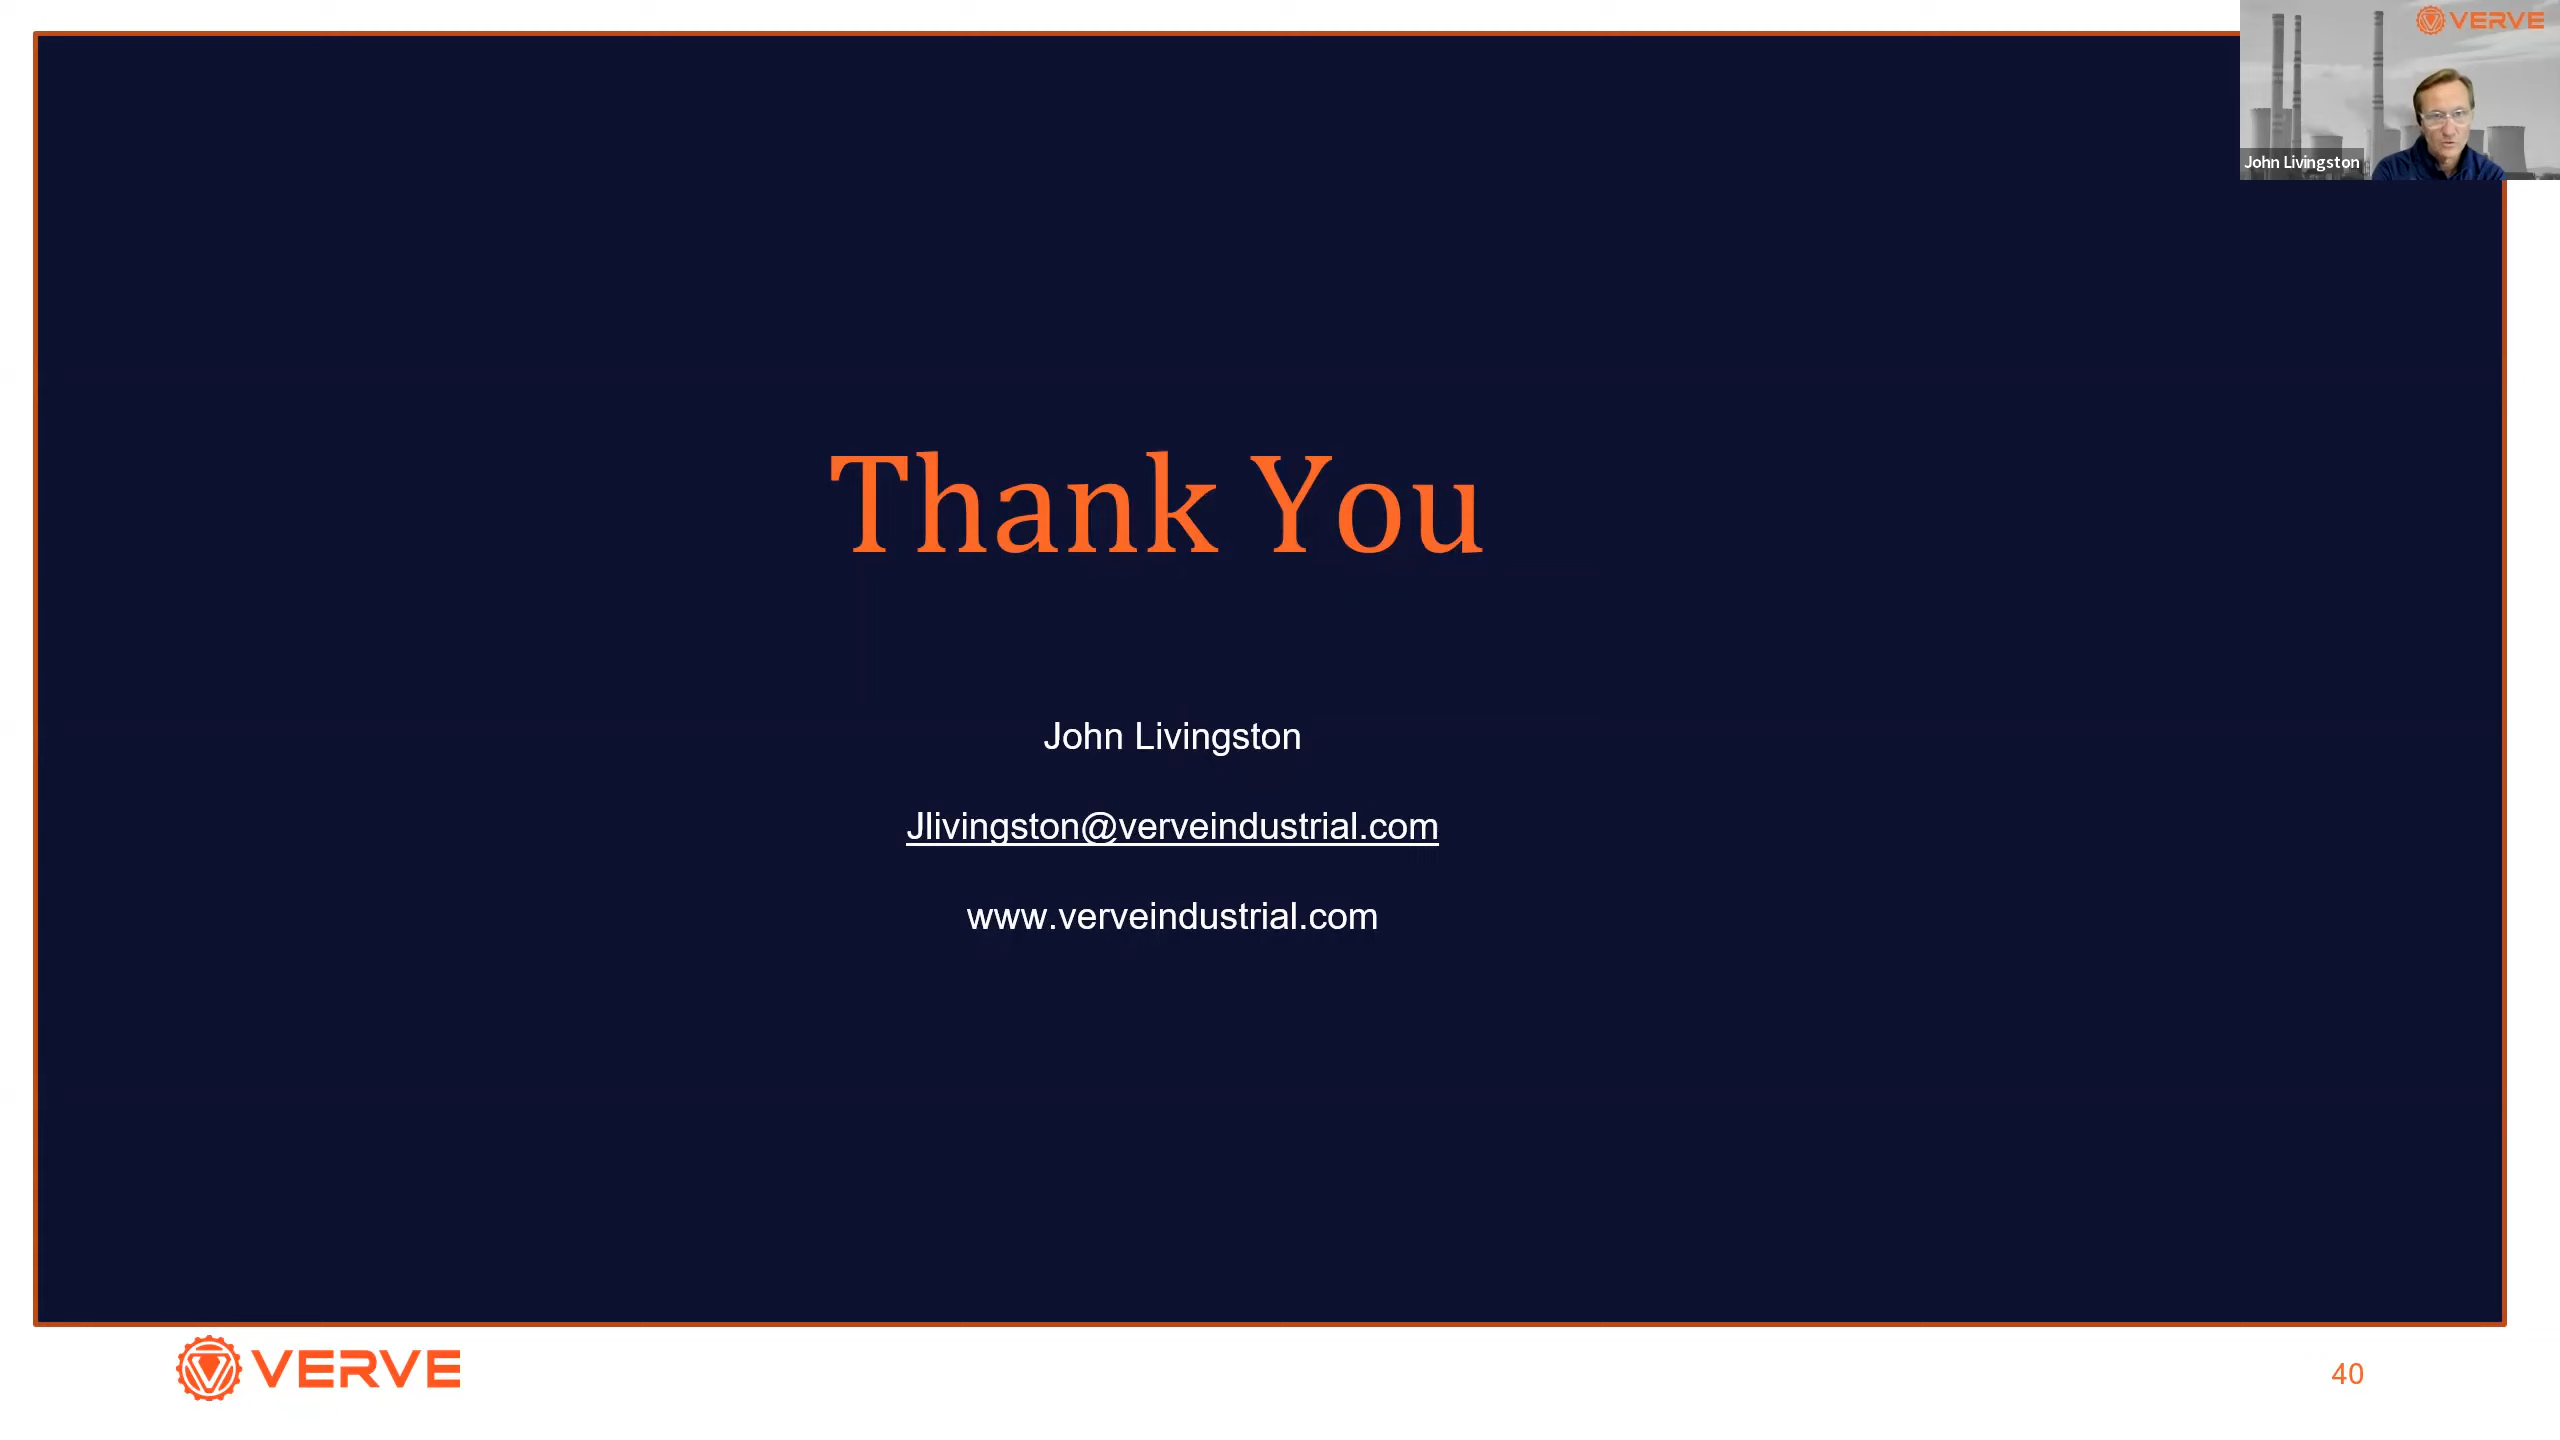 VERVE
John Livingston
Thank You
John Livingston
Jlivingston@verveindustrial.com
www.verveindustrial.com
VERVE
40